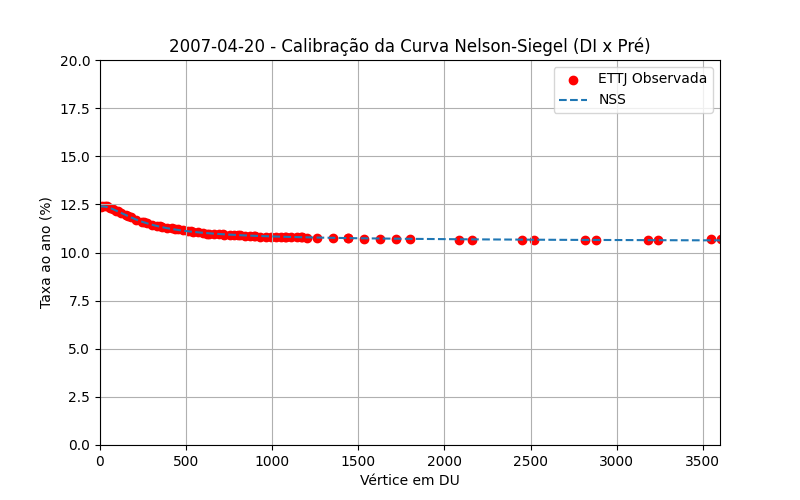 2007-04-20 - Calibração da Curva Nelson-Siegel (DI x Pré)
ETTJ Observada
NSS
Taxa ao ano (%)
20.0
17.5
15.0
12.5
10.0
7.5
5.0
2.5
0.0
0 500 1000 1500 2000 2500 3000 3500
Vértice em DU